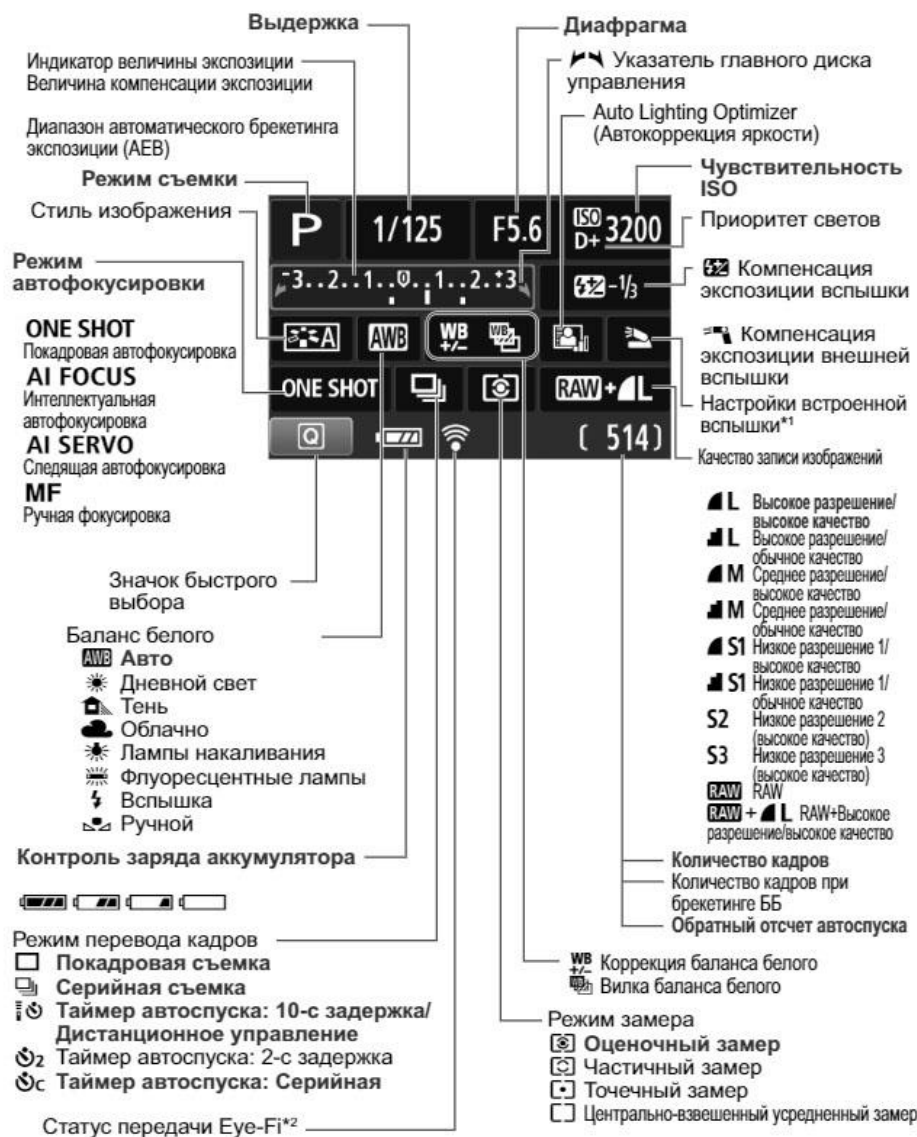 Выдержка
Диафрагма
Индикатор величины экспозиции
Величина компенсации экспозиции
Указатель главного диска
управления
Диапазон автоматического брекетинга
экспозиции (AEB)
Auto Lighting Optimizer
(Автокоррекция яркости)
Режим съемки
Чувствительность
ISO
Стиль изображения
Приоритет светов
Режим
автофокусировки
Компенсация
экспозиции вспышки
ONE SHOT
Покадровая автофокусировка
AI FOCUS
Интеллектуальная
автофокусировка
AI SERVO
Следящая автофокусировка
MF
Ручная фокусировка
Компенсация
экспозиции внешней
вспышки
Настройки встроенной
вспышки*1
Качество записи изображений
P 1/125 F5.6 ISO D+ 3200
-3..2..1..0..1..2.:+3 -1/3
A AWB WB +/- WB
ONE SHOT RAW+ L
Q ( 514)
L Высокое разрешение/
высокое качество
L Высокое разрешение/
обычное качество
M Среднее разрешение/
высокое качество
M Среднее разрешение/
обычное качество
S1 Низкое разрешение 1/
высокое качество
S1 Низкое разрешение 1/
обычное качество
S2 Низкое разрешение 2
(высокое качество)
S3 Низкое разрешение 3
(высокое качество)
RAW RAW
RAW + L RAW+Высокое
разрешение/высокое качество
Значок быстрого
выбора
Баланс белого
AWB Авто
Дневной свет
Тень
Облачно
Лампы накаливания
Флуоресцентные лампы
Вспышка
Ручной
Контроль заряда аккумулятора
Количество кадров
Количество кадров при
брекетинге ББ
Обратный отсчет автоспуска
Режим перевода кадров
Покадровая съемка
Серийная съемка
Таймер автоспуска: 10-с задержка/
Дистанционное управление
2 Таймер автоспуска: 2-с задержка
C Таймер автоспуска: Серийная
WB +/- Коррекция баланса белого
WB Вилка баланса белого
Режим замера
Оценочный замер
Частичный замер
Точечный замер
Центрально-взвешенный усредненный замер
Статус передачи Eye-Fi*2